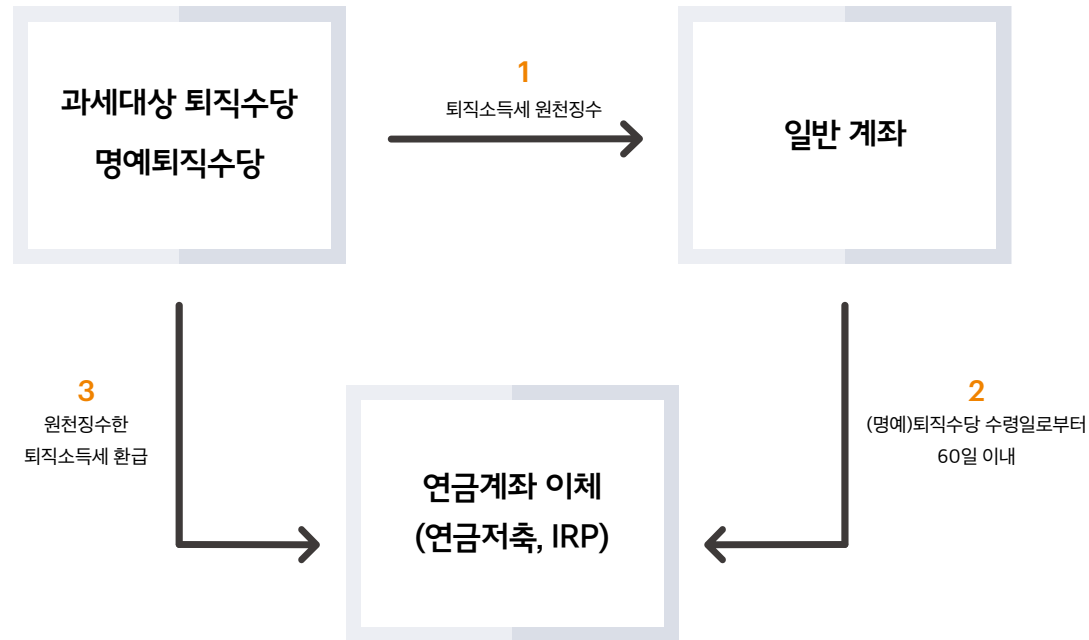 과세대상 퇴직수당
명예퇴직수당
1
퇴직소득세 원천징수
일반 계좌
3
원천징수한
퇴직소득세 환급
2
(명예)퇴직수당 수령일로부터
60일 이내
연금계좌 이체
(연금저축, IRP)